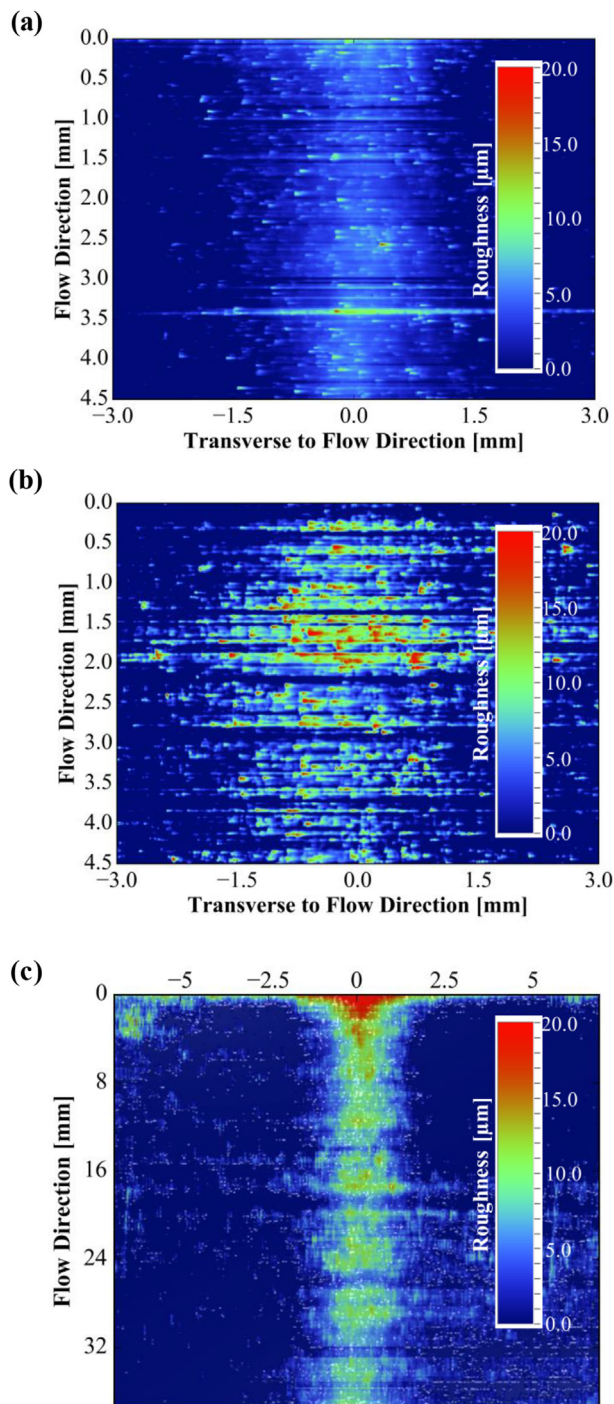 (a)
0.0
0.5
1.0
1.5
2.0
2.5
3.0
3.5
4.0
4.5
Flow Direction [mm]
−3.0 −1.5 0.0 1.5 3.0
Transverse to Flow Direction [mm]
Roughness [µm]
20.0
15.0
10.0
5.0
0.0
(b)
0.0
0.5
1.0
1.5
2.0
2.5
3.0
3.5
4.0
4.5
Flow Direction [mm]
−3.0 −1.5 0.0 1.5 3.0
Transverse to Flow Direction [mm]
Roughness [µm]
20.0
15.0
10.0
5.0
0.0
(c)
−5 −2.5 0 2.5 5
0
8
16
24
32
Flow Direction [mm]
Roughness [µm]
20.0
15.0
10.0
5.0
0.0